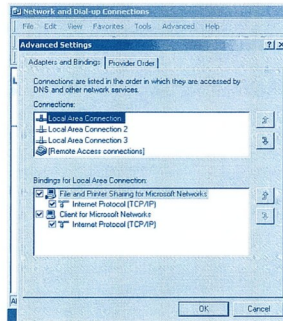 Network and Dial-up Connections
File Edit View Favorites Tools Advanced Help
Advanced Settings
? X
Adapters and Bindings Provider Order
Connections are listed in the order in which they are accessed by
DNS and other network services.
Connections:
Local Area Connection
Local Area Connection 2
Local Area Connection 3
[Remote Access connections]
Bindings for Local Area Connection:
File and Printer Sharing for Microsoft Networks
Internet Protocol (TCP/IP)
Client for Microsoft Networks
Internet Protocol (TCP/IP)
OK Cancel